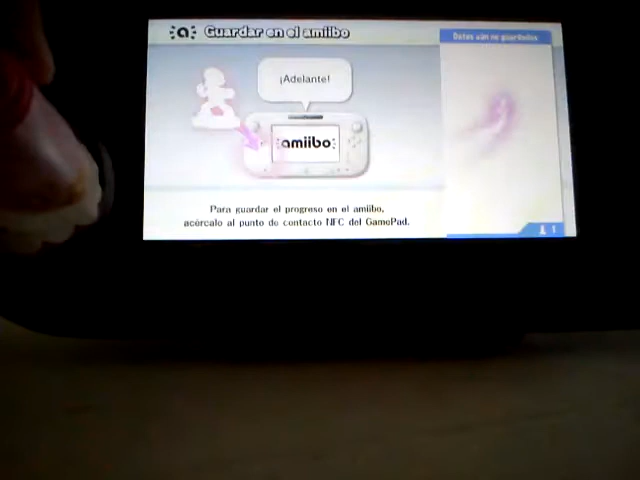 Guardar en el amiibo
Datos aún no guardados
¡Adelante!
amiibo
Para guardar el progreso en el amiibo,
acércalo al punto de contacto NFC del GamePad.
1